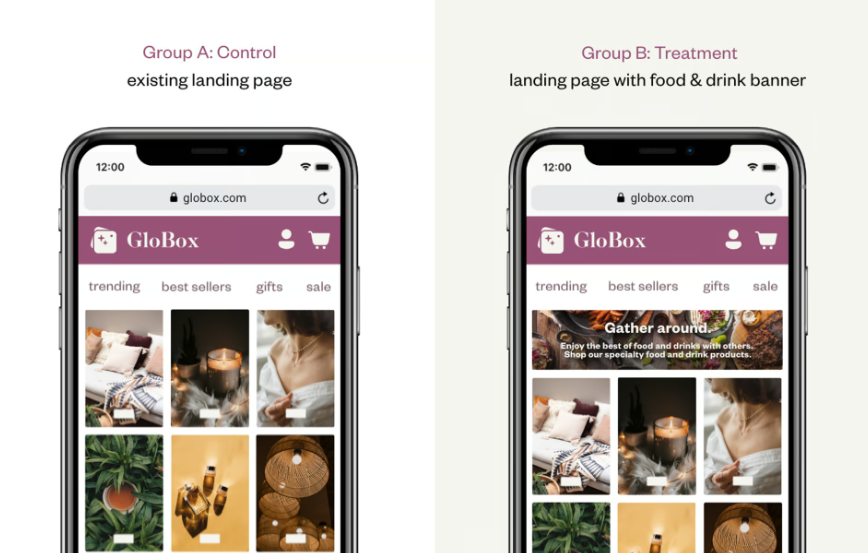 Group A: Control
existing landing page
12:00
globox.com
GloBox
trending best sellers gifts sale
Group B: Treatment
landing page with food & drink banner
12:00
globox.com
GloBox
trending best sellers gifts sale
Gather around.
Enjoy the best of food and drinks with others.
Shop our specialty food and drink products.